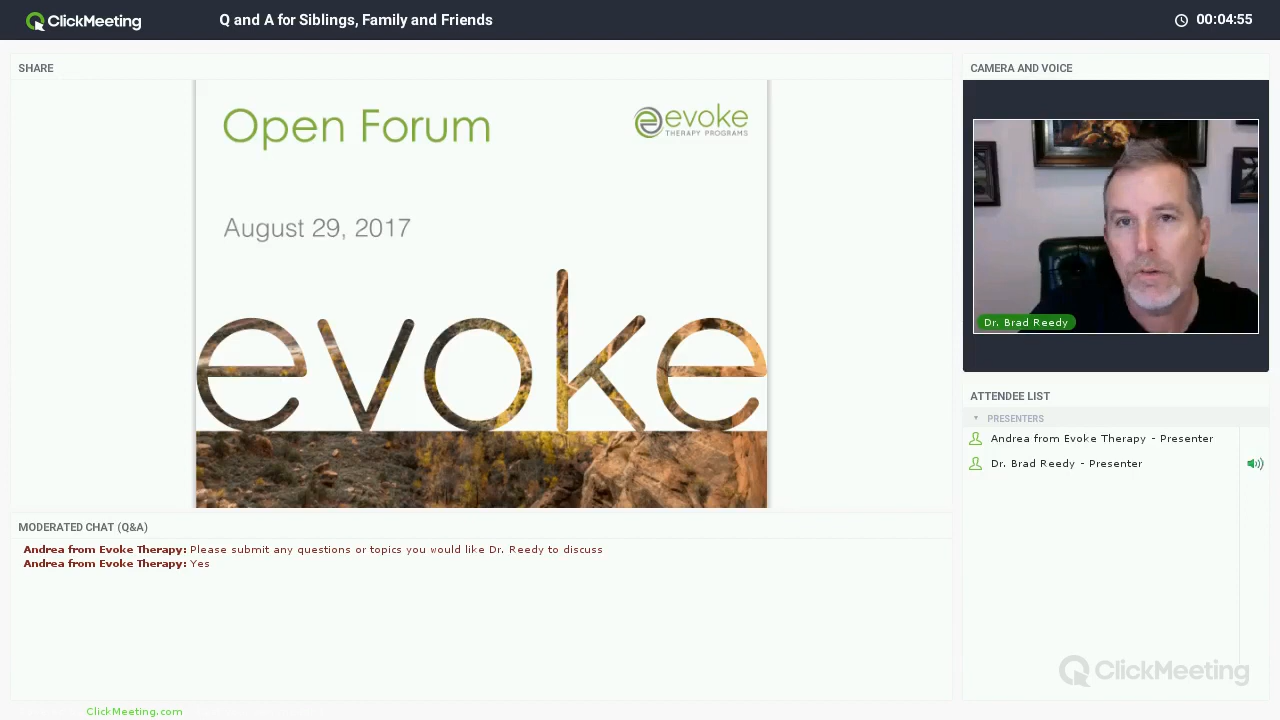 ClickMeeting
Q and A for Siblings, Family and Friends
00:04:55
SHARE
Open Forum
evoke
THERAPY PROGRAMS
August 29, 2017
evoke
CAMERA AND VOICE
Dr. Brad Reedy
ATTENDEE LIST
PRESENTERS
Andrea from Evoke Therapy - Presenter
Dr. Brad Reedy - Presenter
MODERATED CHAT (Q&A)
Andrea from Evoke Therapy: Please submit any questions or topics you would like Dr. Reedy to discuss
Andrea from Evoke Therapy: Yes
ClickMeeting
ClickMeeting.com